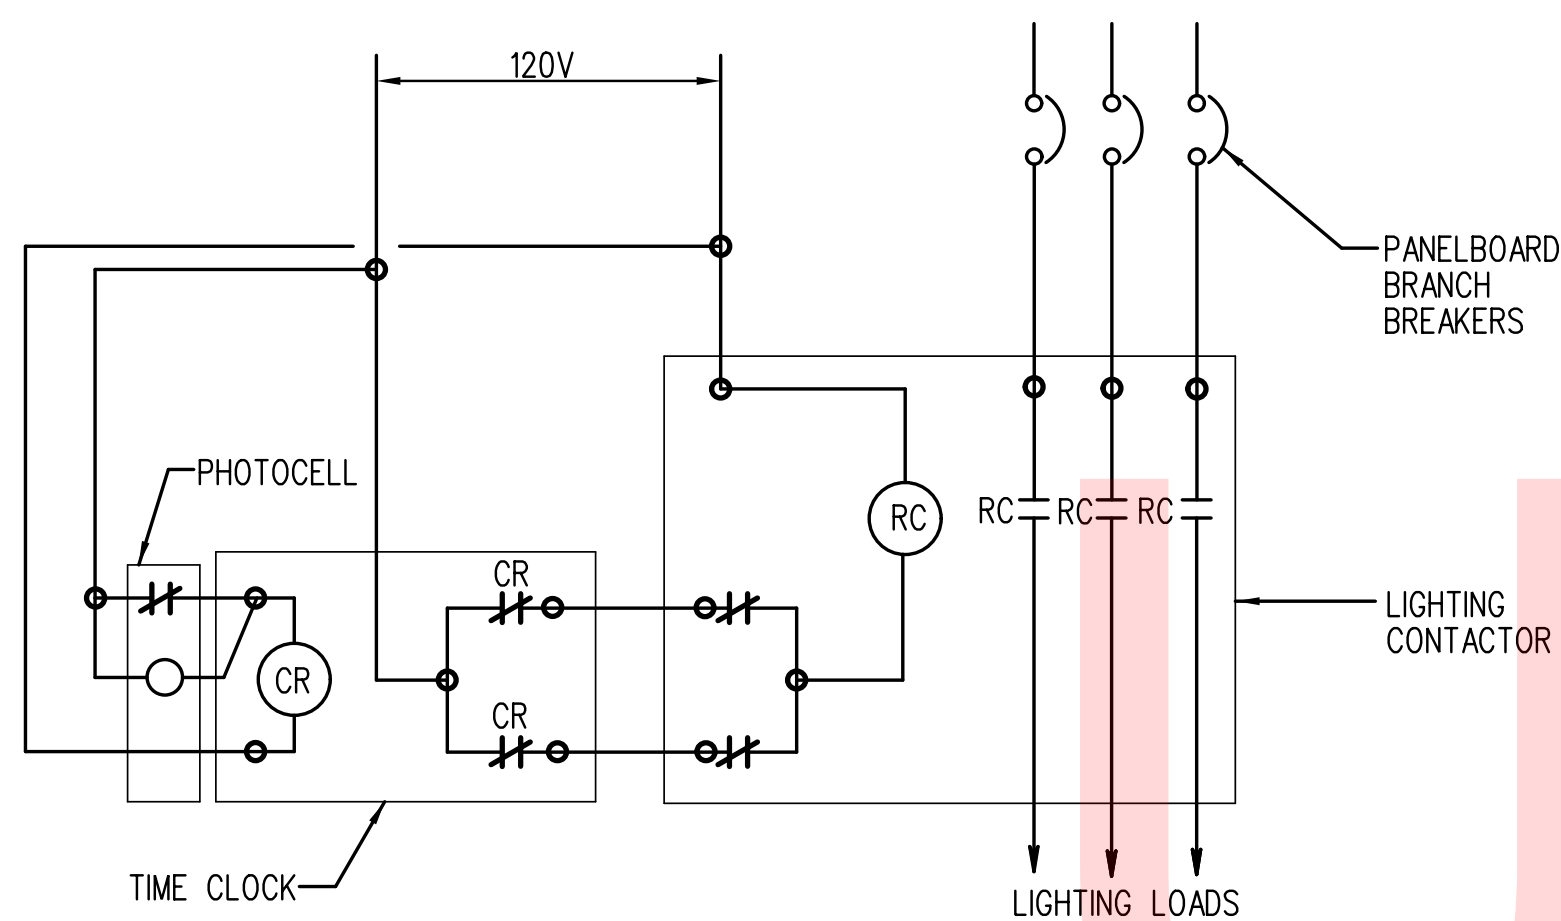 120V
PANELBOARD
BRANCH
BREAKERS
PHOTOCELL
RC
RC
RC
RC
CR
LIGHTING
CONTACTOR
CR
CR
TIME CLOCK
LIGHTING LOADS